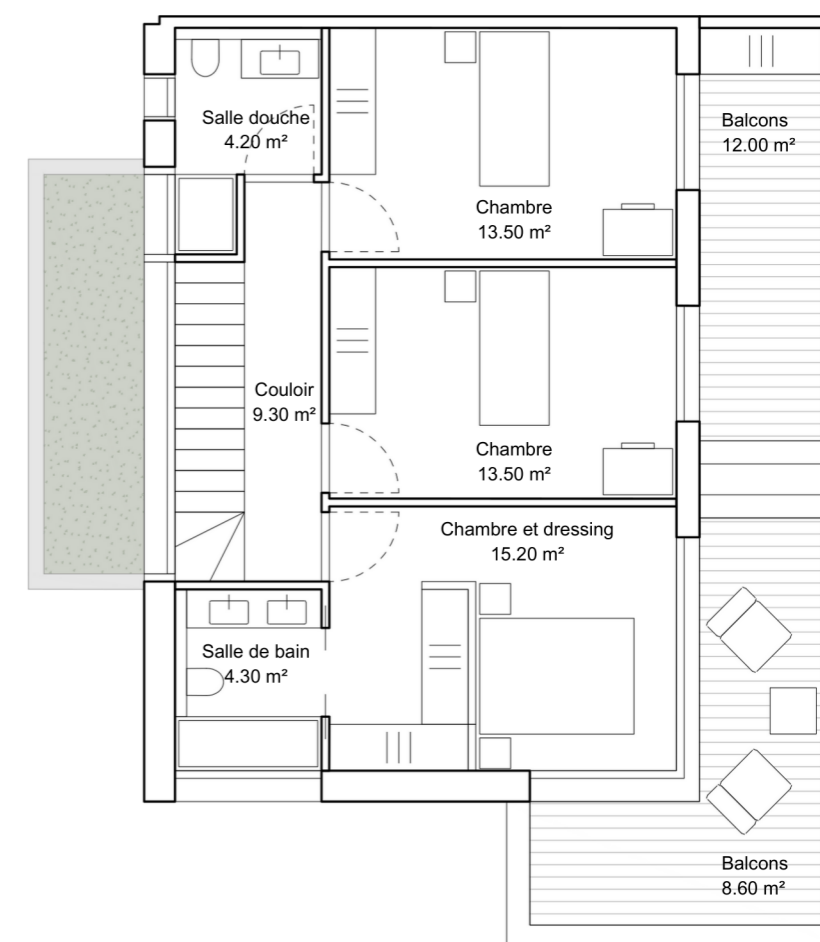 Salle douche
4.20 m²
Balcons
12.00 m²
Chambre
13.50 m²
Couloir
9.30 m²
Chambre
13.50 m²
Chambre et dressing
15.20 m²
Salle de bain
4.30 m²
Balcons
8.60 m²